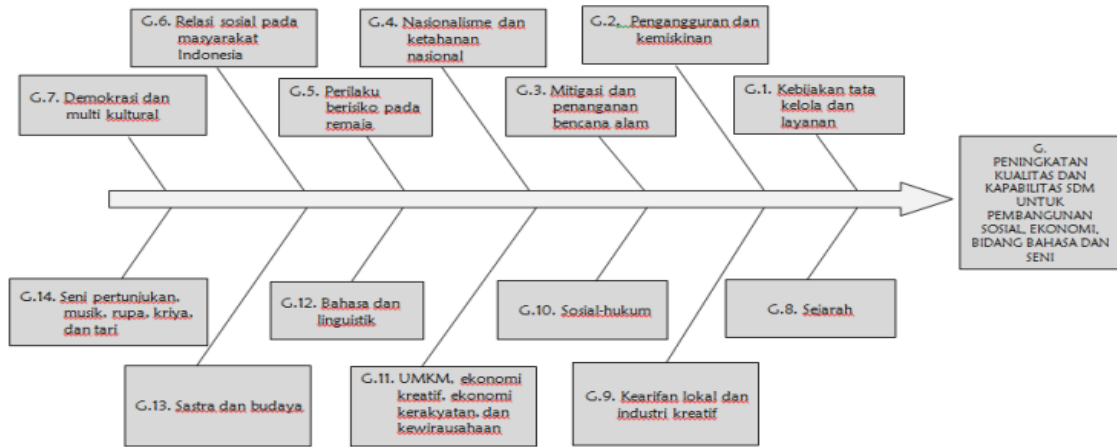 G.6. Relasi sosial pada
masyarakat
Indonesia
G.4. Nasionalisme dan
ketahanan
nasional
G.2. Pengangguran dan
kemiskinan
G.7. Demokrasi dan
multi kultural
G.5. Perilaku
berisiko pada
remaja
G.3. Mitigasi dan
penanganan
bencana alam
G.1. Kebijakan tata
kelola dan
layanan
G.
PENINGKATAN
KUALITAS DAN
KAPABILITAS SDM
UNTUK
PEMBANGUNAN
SOSIAL, EKONOMI,
BIDANG BAHASA DAN
SENI
G.14. Seni pertunjukan,
musik, rupa, kriya,
dan tari
G.12. Bahasa dan
linguistik
G.10. Sosial-hukum
G.8. Sejarah
G.13. Sastra dan budaya
G.11. UMKM, ekonomi
kreatif, ekonomi
kerakyatan, dan
kewirausahaan
G.9. Kearifan lokal dan
industri kreatif